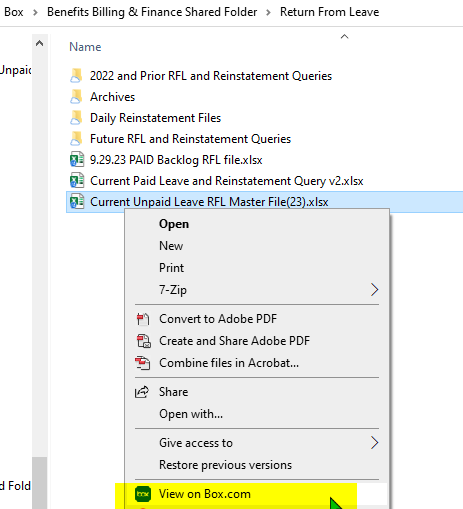 Box > Benefits Billing & Finance Shared Folder > Return From Leave
Name
Unpaid
2022 and Prior RFL and Reinstatement Queries
Archives
Daily Reinstatement Files
Future RFL and Reinstatement Queries
9.29.23 PAID Backlog RFL file.xlsx
Current Paid Leave and Reinstatement Query v2.xlsx
Current Unpaid Leave RFL Master File(23).xlsx
Open
New
Print
7-Zip
Convert to Adobe PDF
Create and Share Adobe PDF
Combine files in Acrobat...
Share
Open with...
Give access to
Restore previous versions
d Fold
box View on Box.com